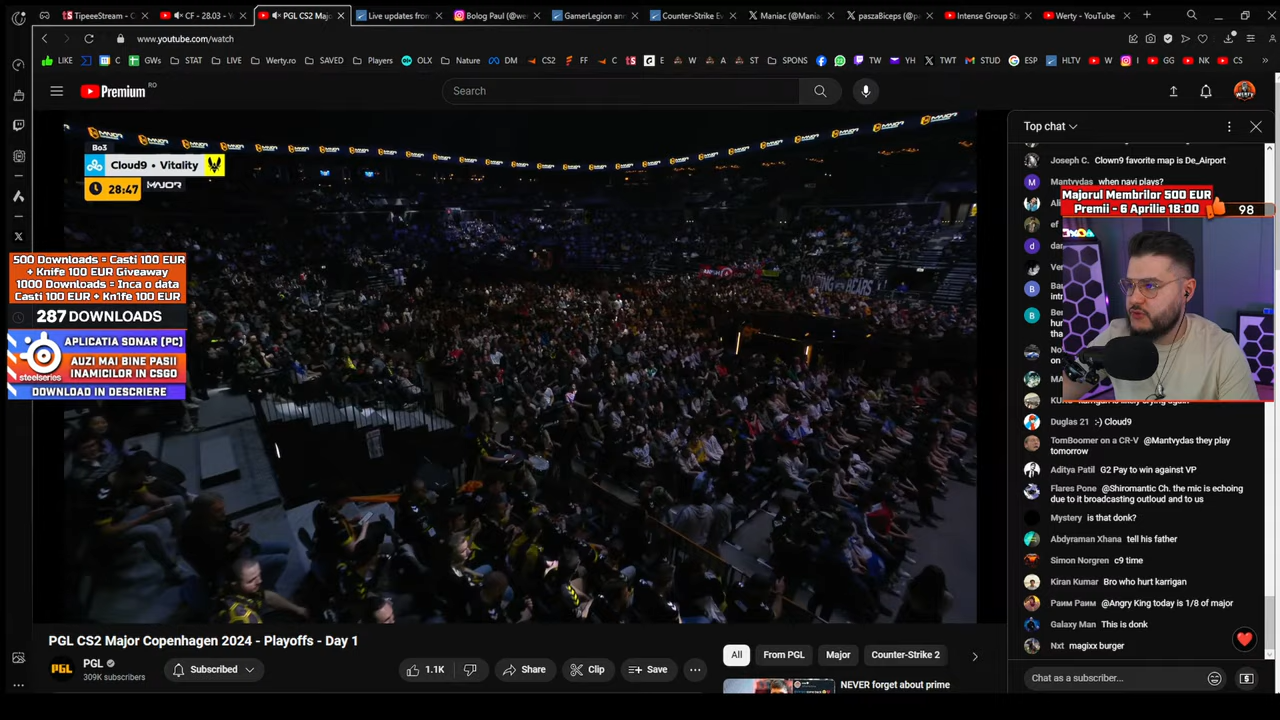 TipeeeStream - C
CF - 28.03 - Y
PGL CS2 Majo
Live updates from
Bolog Paul (@we
GamerLegion ann
Counter-Strike E
Maniac (@Mania
paszaBiceps (@p
Intense Group St
Werty - YouTube
www.youtube.com/watch
LIKE
C
GWs
STAT
LIVE
Werty.ro
SAVED
Players
OLX
Nature
DM
CS2
FF
C
S
E
W
A
ST
SPONS
TW
YH
TWT
STUD
ESP
HLTV
W
I
GG
NK
CS
Premium
RO
Search
Bo3
Cloud9 • Vitality
28:47
MAJOR
500 Downloads = Casti 100 EUR
+ Knife 100 EUR Giveaway
1000 Downloads = Inca o data
Casti 100 EUR + Kn1fe 100 EUR
287 DOWNLOADS
APLICATIA SONAR (PC)
AUZI MAI BINE PASII
INAMICILOR IN CSGO
steelseries
DOWNLOAD IN DESCRIERE
PGL CS2 Major Copenhagen 2024 - Playoffs - Day 1
PGL
309K subscribers
Subscribed
1.1K
Share
Clip
Save
All
From PGL
Major
Counter-Strike 2
NEVER forget about prime
Top chat
Joseph C. Clown9 favorite map is De_Airport
Mantvydas when navi plays?
Majorul Membrilor 500 EUR
Premii - 6 Aprilie 18:00
98
Duglas 21 :-) Cloud9
TomBoomer on a CR-V @Mantvydas they play
tomorrow
Aditya Patil G2 Pay to win against VP
Flares Pone @Shiromantic Ch. the mic is echoing
due to it broadcasting outloud and to us
Mystery is that donk?
Abdyraman Xhana tell his father
Simon Norgren c9 time
Kiran Kumar Bro who hurt karrigan
Раим Раим @Angry King today is 1/8 of major
Galaxy Man This is donk
Nxt magixx burger
Chat as a subscriber...